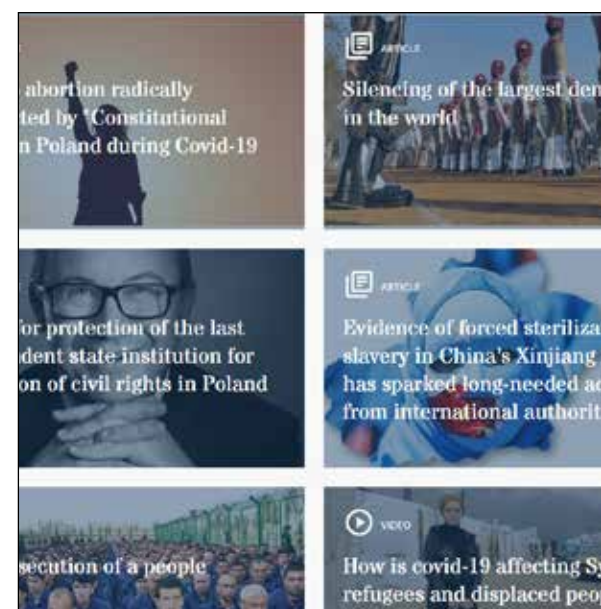 abortion radically
ted by "Constitutional
n Poland during Covid-19
ARTICLE
Silencing of the largest dem
in the world
or protection of the last
dent state institution for
on of civil rights in Poland
ARTICLE
Evidence of forced steriliza
slavery in China's Xinjiang
has sparked long-needed ac
from international authorit
secution of a people
VIDEO
How is covid-19 affecting Sy
refugees and displaced peo